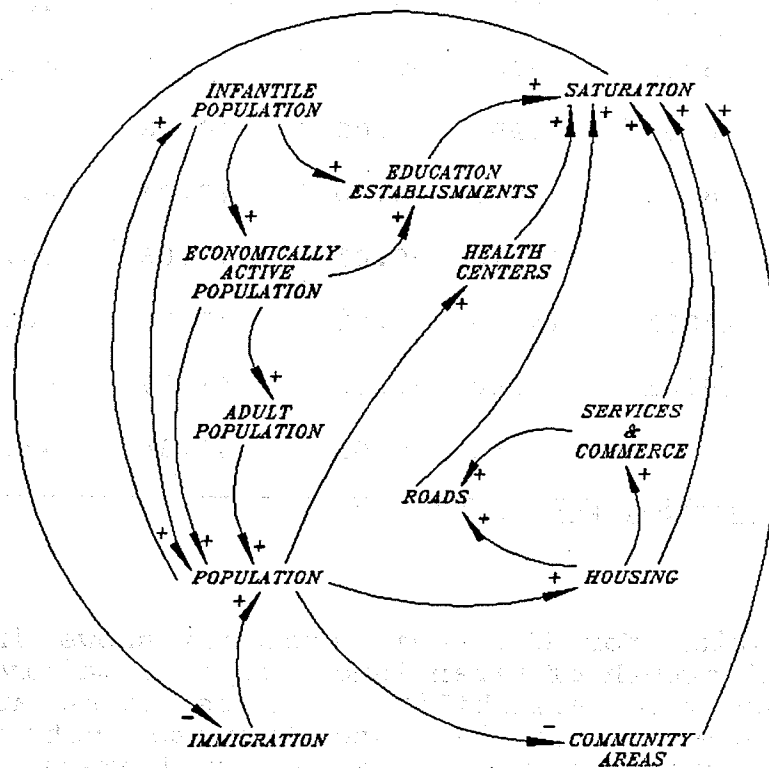 INFANTILE
POPULATION
SATURATION
EDUCATION
ESTABLISMMENTS
ECONOMICALLY
ACTIVE
POPULATION
HEALTH
CENTERS
ADULT
POPULATION
SERVICES
&
COMMERCE
ROADS
POPULATION
HOUSING
IMMIGRATION
COMMUNITY
AREAS